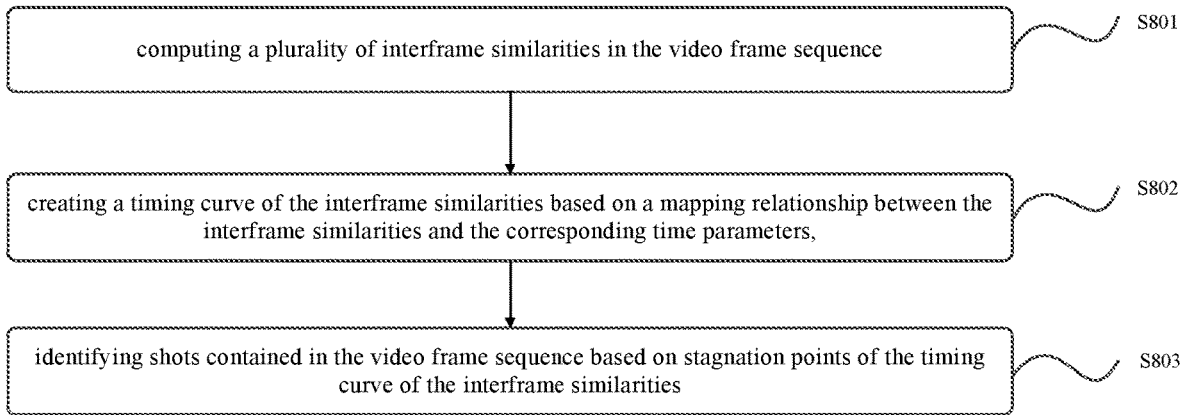 computing a plurality of interframe similarities in the video frame sequence
S801
creating a timing curve of the interframe similarities based on a mapping relationship between the
interframe similarities and the corresponding time parameters,
S802
identifying shots contained in the video frame sequence based on stagnation points of the timing
curve of the interframe similarities
S803